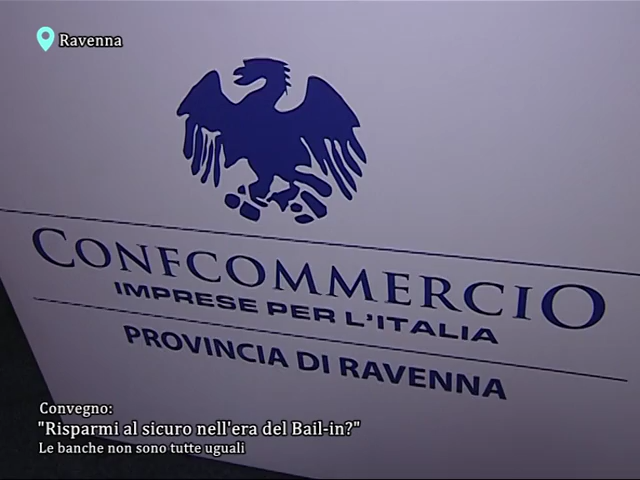 Ravenna
CONFCOMMERCIO
IMPRESE PER L'ITALIA
PROVINCIA DI RAVENNA
Convegno:
"Risparmi al sicuro nell'era del Bail-in?"
Le banche non sono tutte uguali